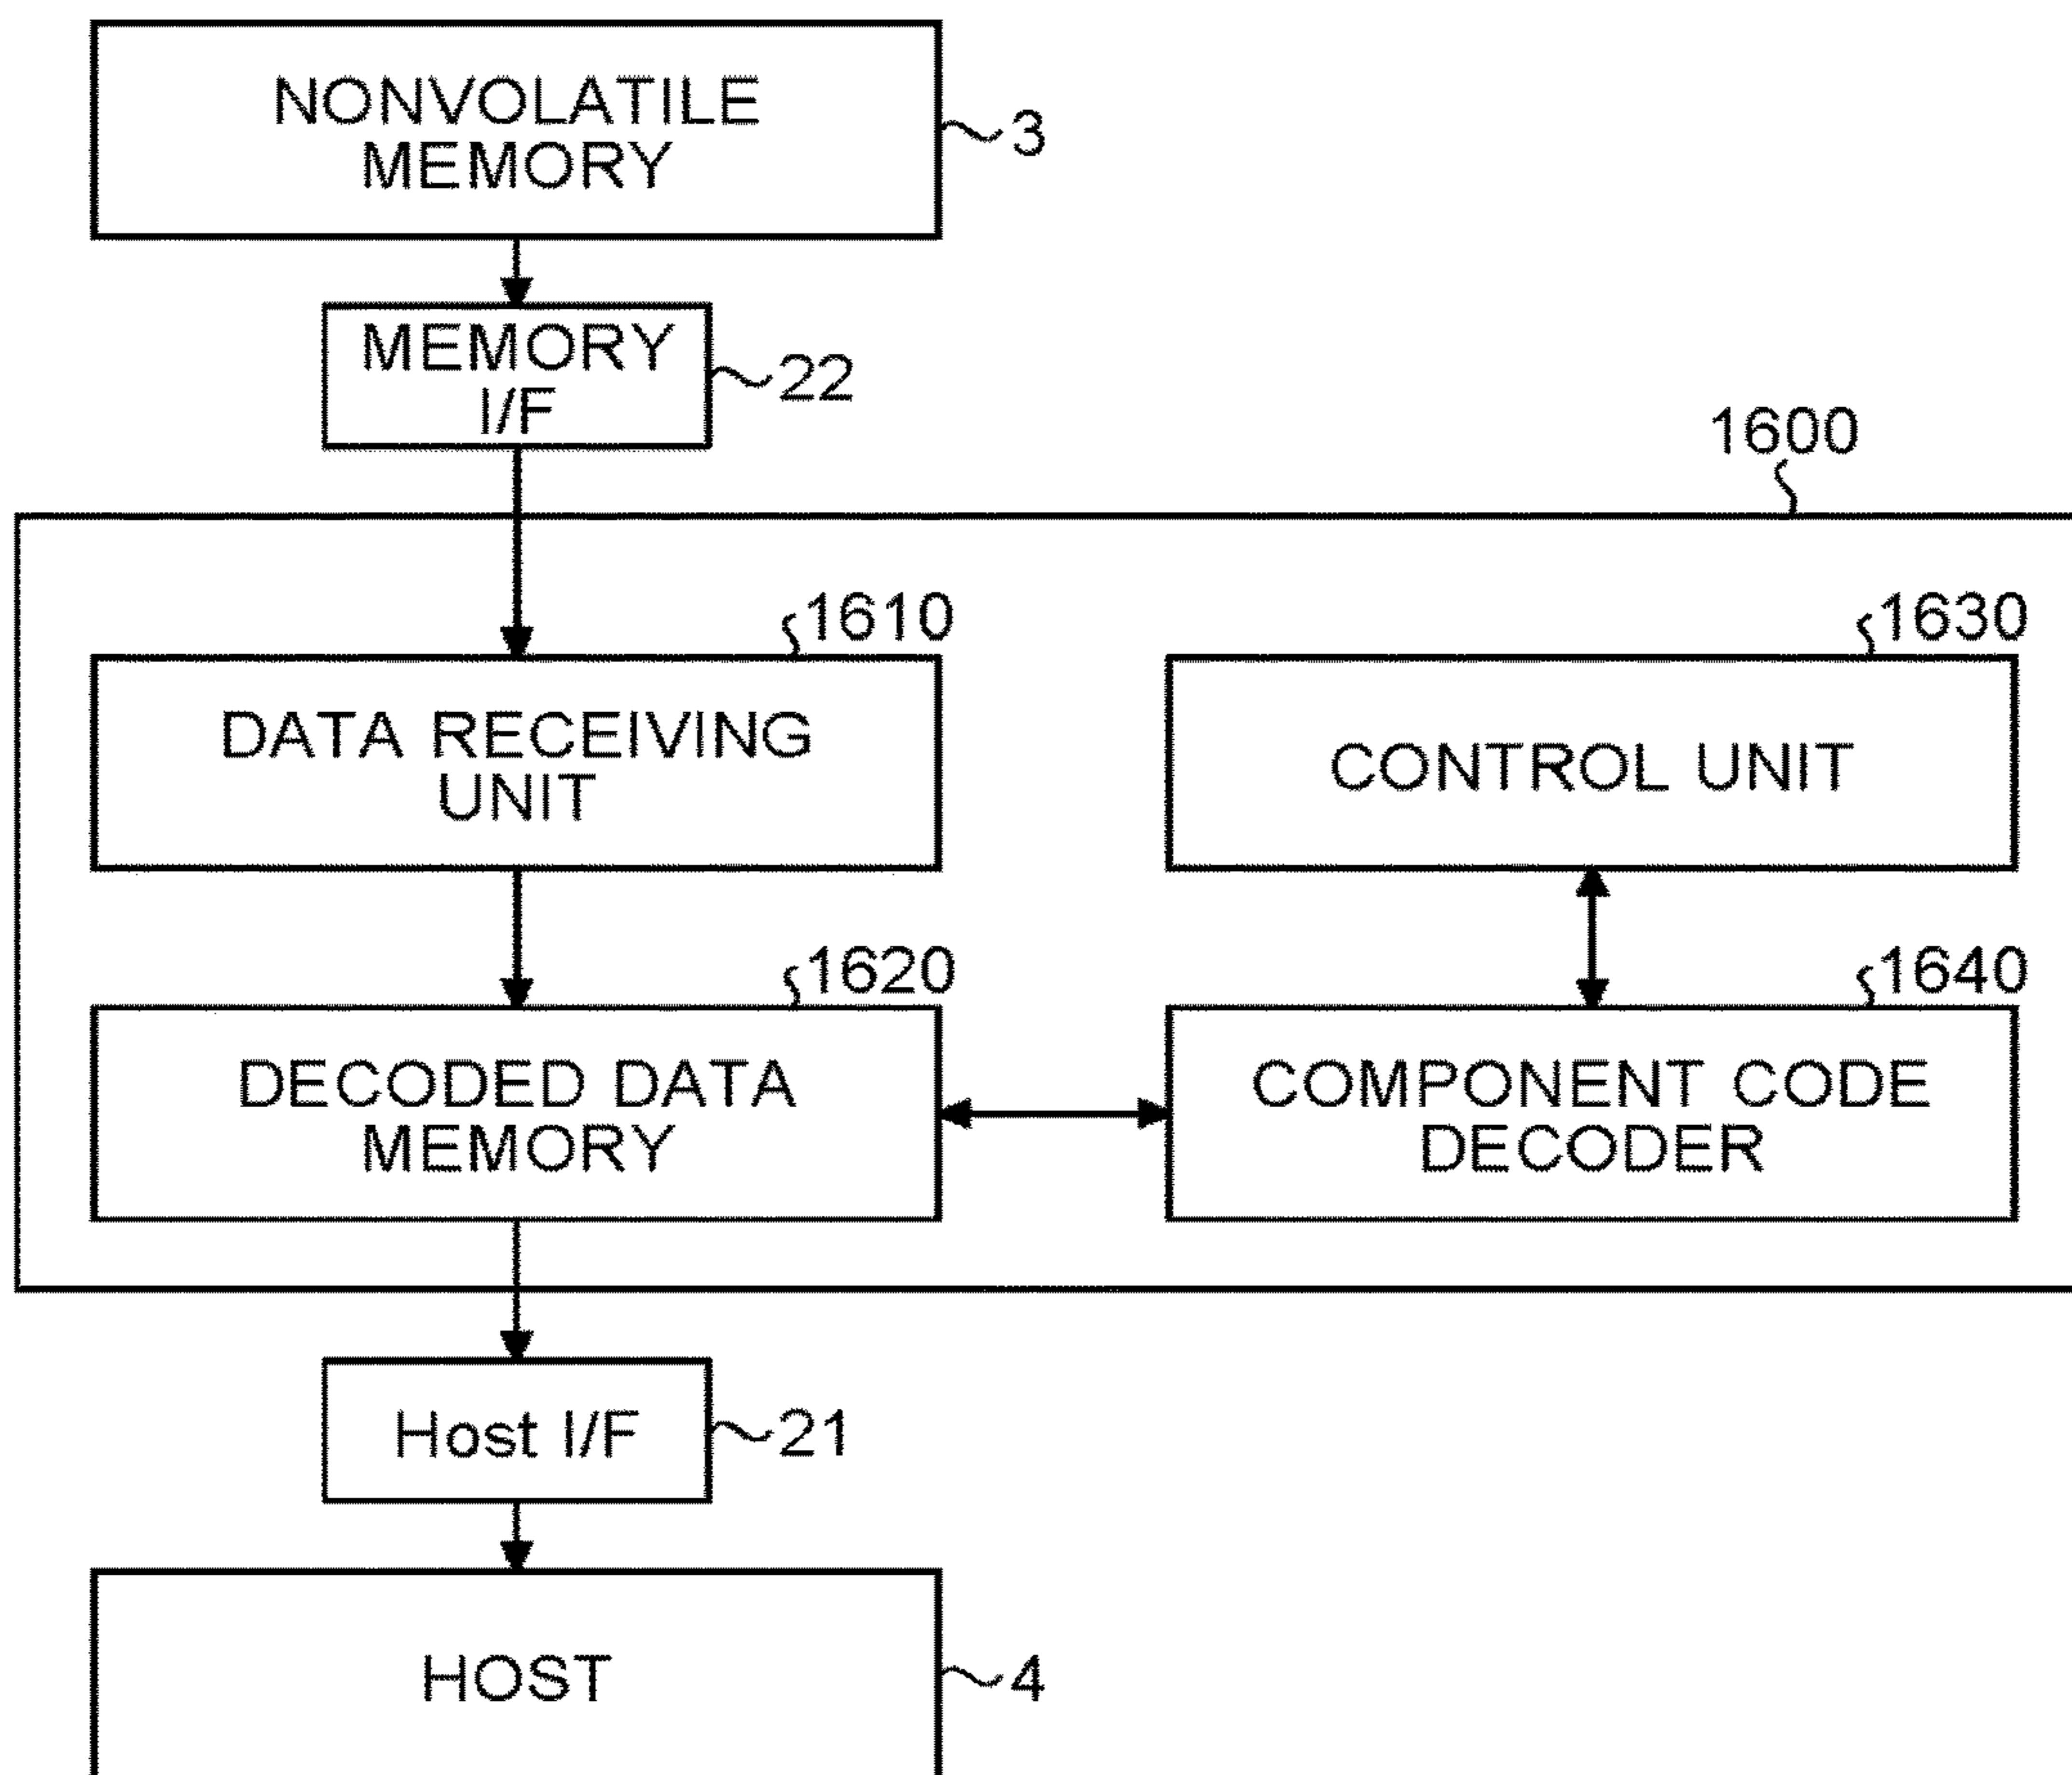 NONVOLATILE
MEMORY
3
MEMORY
I/F
22
1600
1610
DATA RECEIVING
UNIT
1630
CONTROL UNIT
1620
DECODED DATA
MEMORY
1640
COMPONENT CODE
DECODER
Host I/F
21
HOST
4